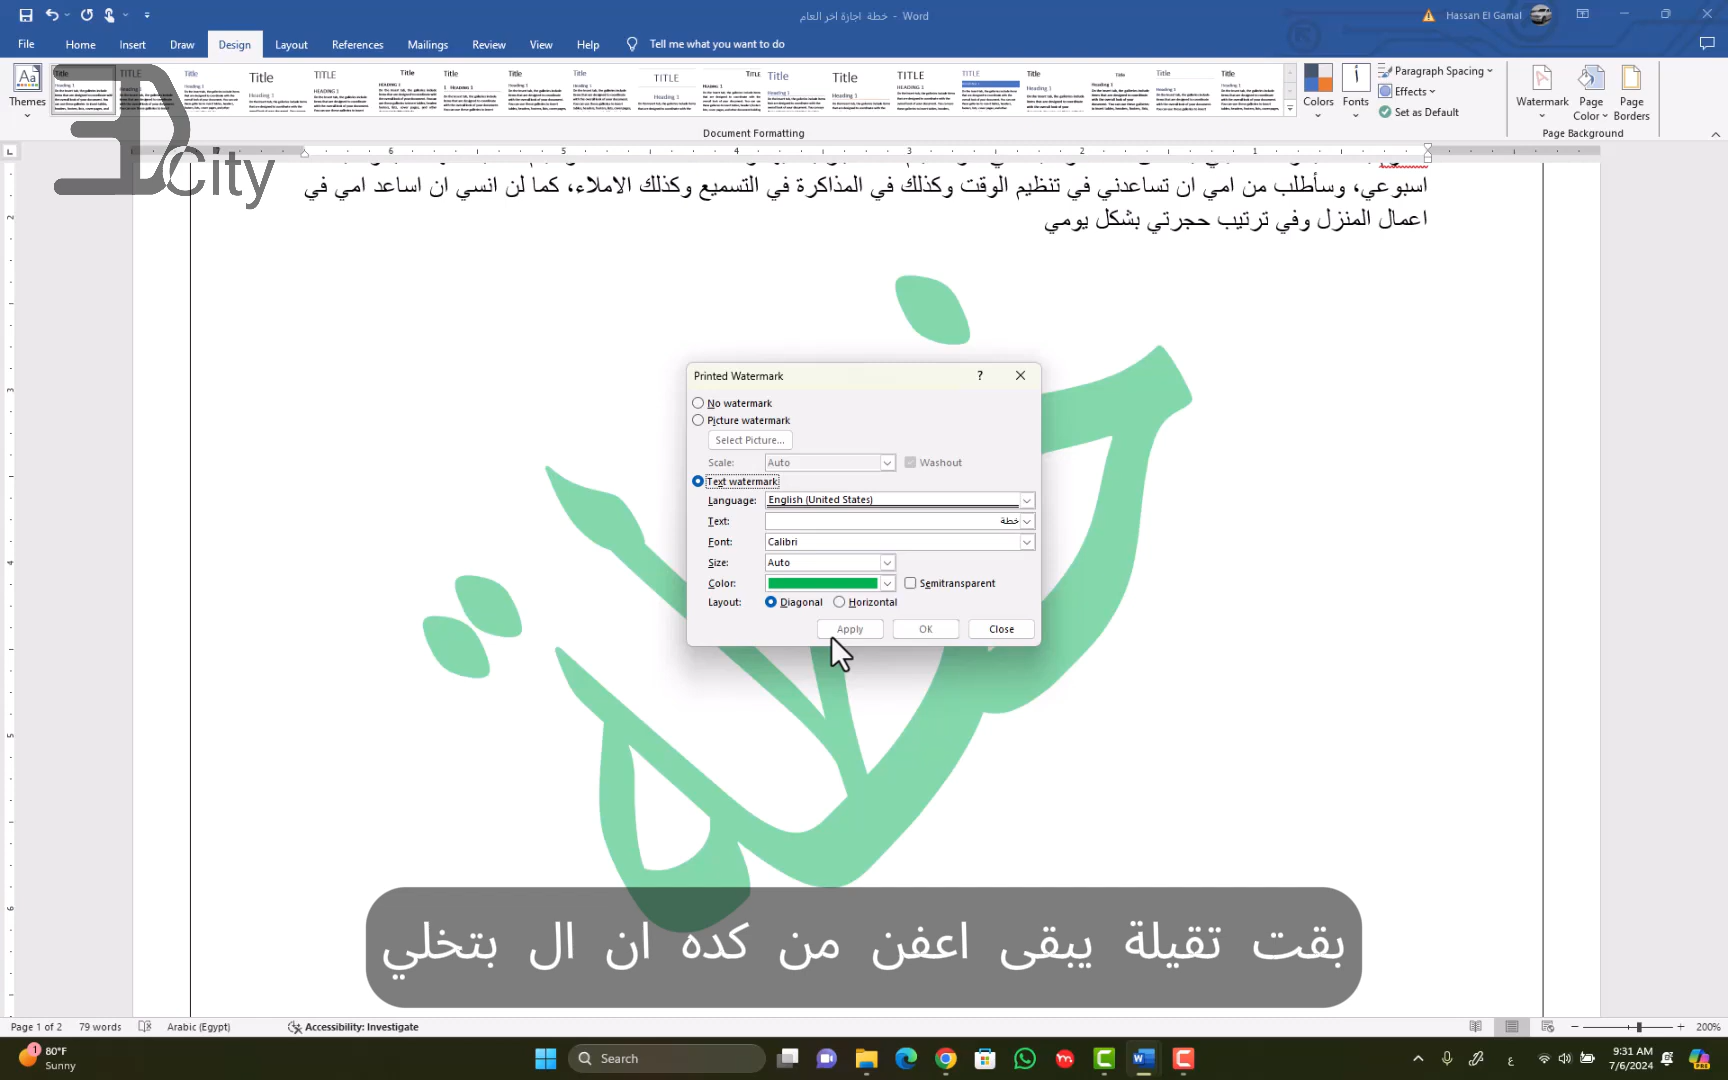 خطة اجازة اخر العام - Word
Hassan El Gamal
File Home Insert Draw Design Layout References Mailings Review View Help Tell me what you want to do
Themes
Colors
Fonts
Paragraph Spacing
Effects
Set as Default
Watermark
Page Color
Page Borders
Document Formatting
Page Background
3D City
اسبوعي، وسأطلب من امي ان تساعدني في تنظيم الوقت وكذلك في المذاكرة في التسميع وكذلك الاملاء، كما لن انسي ان اساعد امي في
اعمال المنزل وفي ترتيب حجرتي بشكل يومي
خطة
Printed Watermark
No watermark
Picture watermark
Select Picture...
Scale: Auto Washout
Text watermark
Language: English (United States)
Text: خطة
Font: Calibri
Size: Auto
Color: Semitransparent
Layout: Diagonal Horizontal
Apply OK Close
بقت تقيلة يبقى اعفن من كده ان ال بتخلي
Page 1 of 2 79 words Arabic (Egypt) Accessibility: Investigate 200%
80°F
Sunny
Search
9:31 AM
7/6/2024